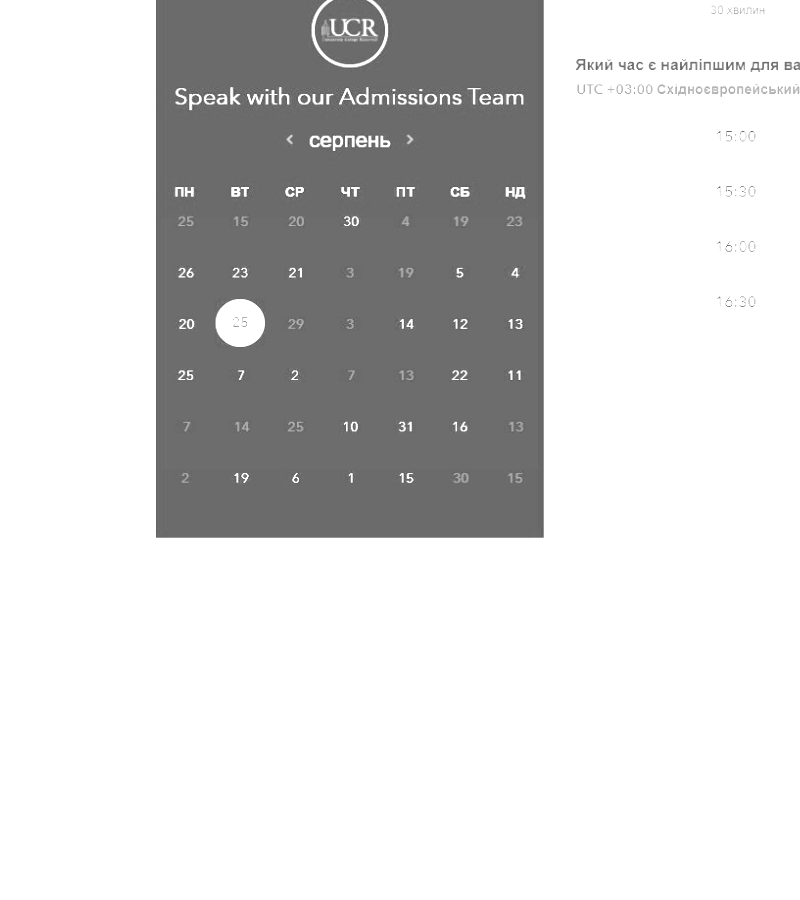 UCR
Speak with our Admissions Team
серпень
ПН ВТ СР ЧТ ПТ СБ НД
25 15 20 30 4 19 23
26 23 21 3 19 5 4
20 25 29 3 14 12 13
25 7 2 7 13 22 11
7 14 25 10 31 16 13
2 19 6 1 15 30 15
30 хвилин
Який час є найліпшим для ва
UTC +03:00 Східноєвропейський
15:00
15:30
16:00
16:30